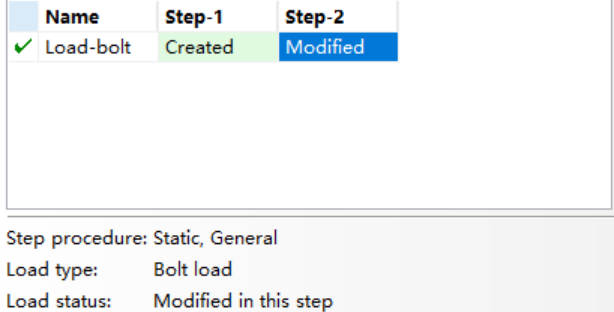 Name Step-1 Step-2
Load-bolt Created Modified
Step procedure: Static, General
Load type: Bolt load
Load status: Modified in this step